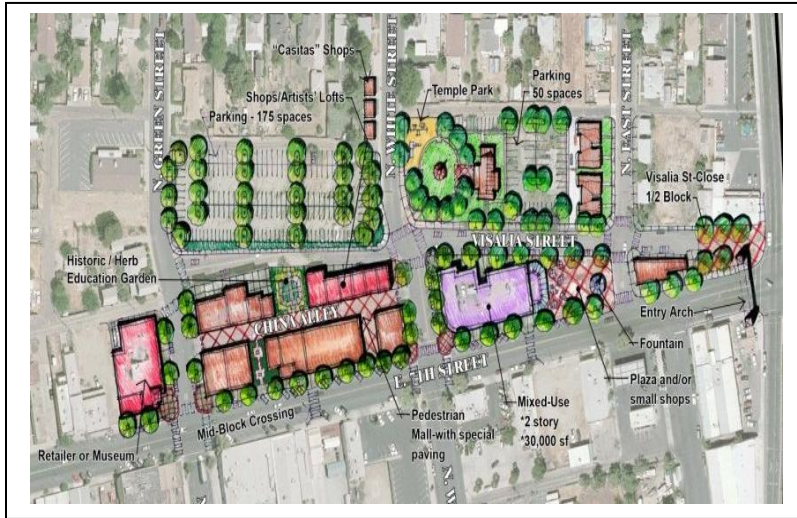 "Casitas" Shops
Shops/Artists' Lofts
Parking - 175 spaces
N. GREEN STREET
N. WHITE STREET
Temple Park
Parking
50 spaces
N. EAST STREET
Visalia St-Close
1/2 Block
VISALIA STREET
Historic / Herb
Education Garden
CHINA ALLEY
E. 7TH STREET
Entry Arch
Fountain
Plaza and/or
small shops
Mixed-Use
*2 story
*30,000 sf
Pedestrian
Mall-with special
paving
Mid-Block Crossing
Retailer or Museum